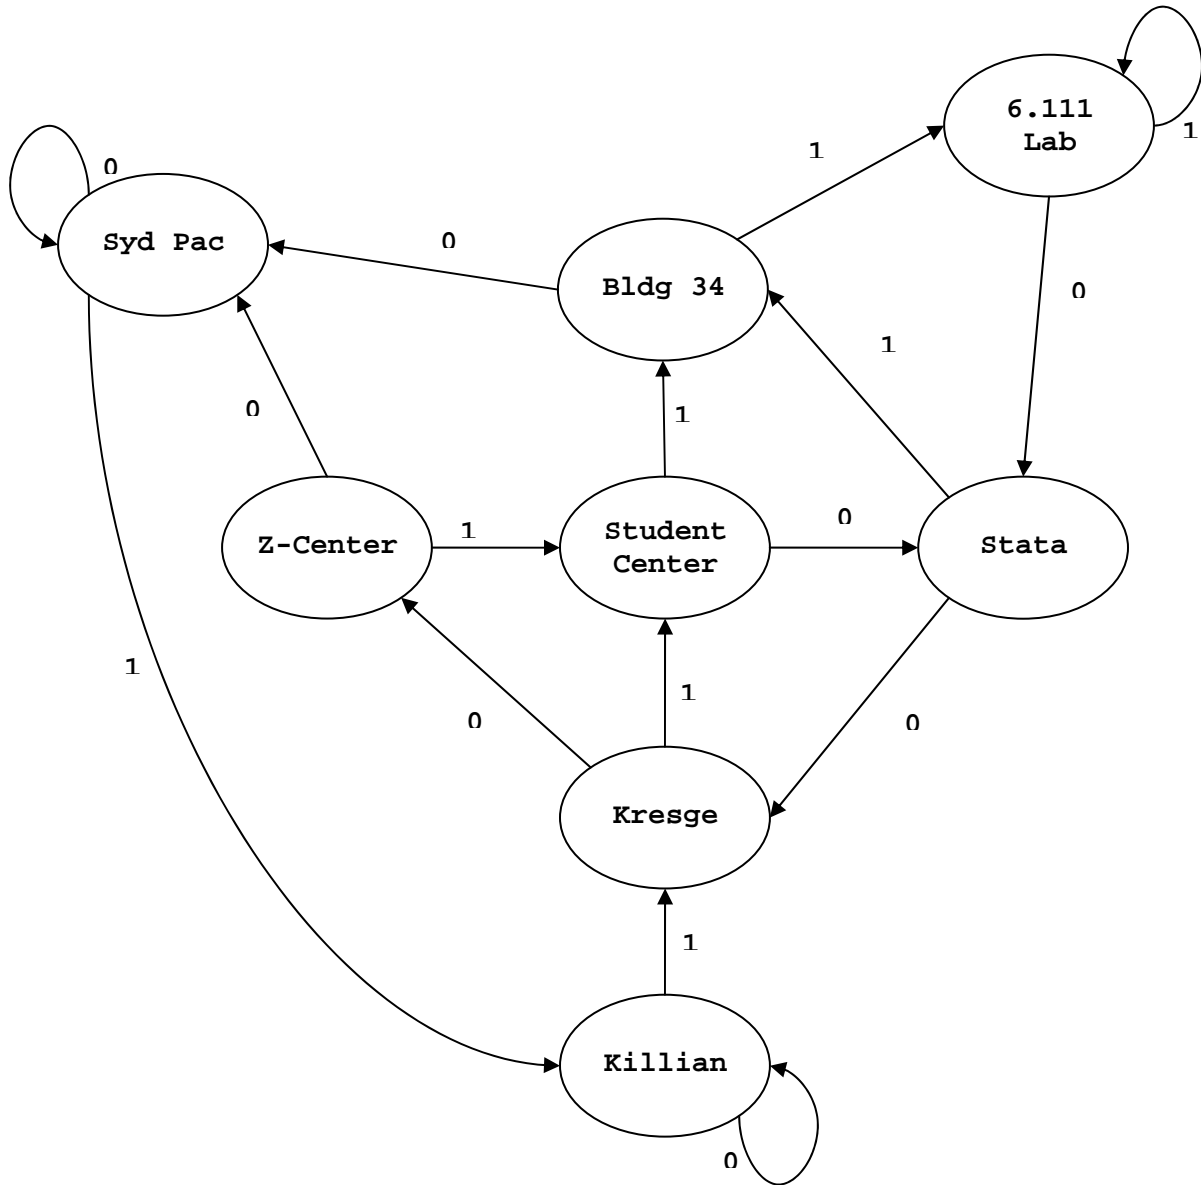 6.111
Lab
1
1
0
Syd Pac
0
Bldg 34
0
1
0
1
Z-Center
1
Student
Center
0
Stata
1
0
1
0
Kresge
1
Killian
0